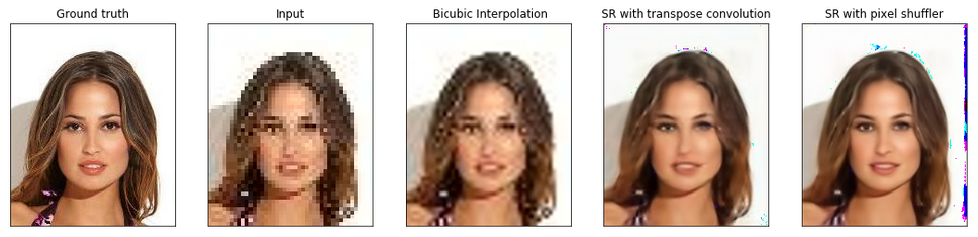 Ground truth
Input
Bicubic Interpolation
SR with transpose convolution
SR with pixel shuffler